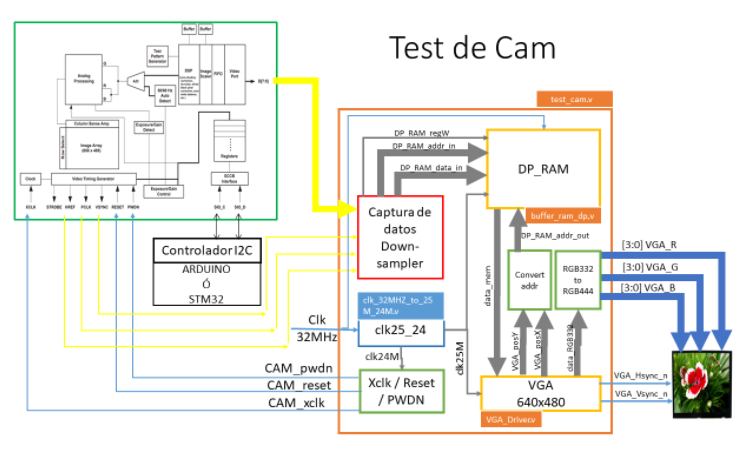 Test de Cam
Buffer
Buffer
Test
Pattern
Generator
DSP
Image
Scaler
FIFO
Video
Port
Analog
Processing
A/D
G
R
B
D[7:0]
50/60 Hz
Auto
Detect
Column Sense Amp
Row Select
Image Array
Exposure/Gain
Detect
Registers
Clock
Video Timing Generator
Exposure/Gain
Control
SCCB
Interface
XCLK
STROBE
HREF
PCLK
VSYNC
RESET
PWDN
SIO_C
SIO_D
Controlador I2C
ARDUINO
Ó
STM32
test_cam.v
DP_RAM_regW
DP_RAM_addr_in
DP_RAM_data_in
DP_RAM
buffer_ram_dp.v
Captura de
datos
Down-
sampler
DP_RAM_addr_out
data_mem
Convert
addr
RGB332
to
RGB444
[3:0] VGA_R
[3:0] VGA_G
[3:0] VGA_B
clk_32MHZ_to_25
M_24M.v
clk25_24
Clk
32MHz
clk24M
clk25M
VGA_posY
VGA_posX
data_RGB332
CAM_pwdn
CAM_reset
CAM_xclk
Xclk / Reset
/ PWDN
VGA
640x480
VGA_Driver.v
VGA_Hsync_n
VGA_Vsync_n